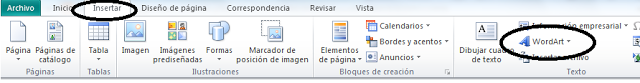 Archivo Inicio Insertar Diseño de página Correspondencia Revisar Vista
Página Páginas de catálogo
Páginas
Tabla
Tablas
Imagen Imágenes prediseñadas Formas Marcador de posición de imagen
Ilustraciones
Elementos de página
Calendarios
Bordes y acentos
Anuncios
Bloques de creación
Dibujar de texto
empresarial
WordArt
Texto